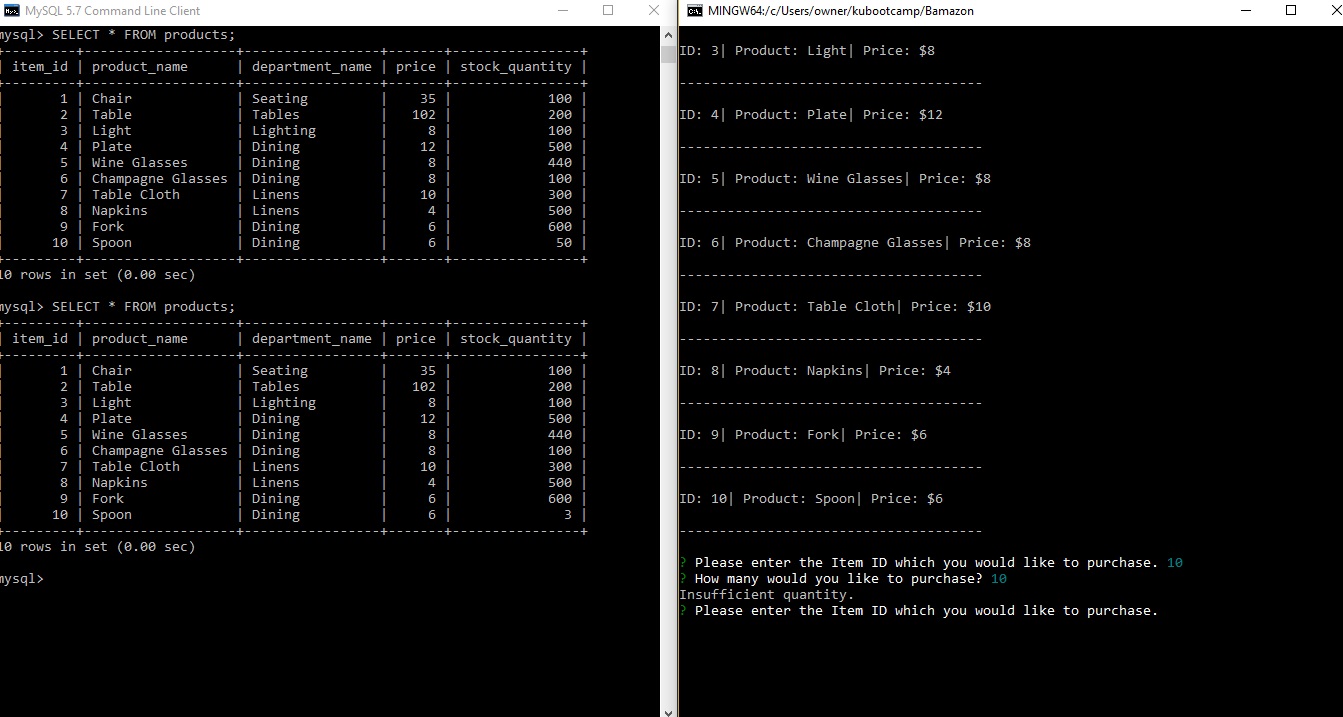 MySQL 5.7 Command Line Client
mysql> SELECT * FROM products;
+---------+-------------------+-----------------+-------+----------------+
| item_id | product_name      | department_name | price | stock_quantity |
+---------+-------------------+-----------------+-------+----------------+
|       1 | Chair             | Seating         |    35 |            100 |
|       2 | Table             | Tables          |   102 |            200 |
|       3 | Light             | Lighting        |     8 |            100 |
|       4 | Plate             | Dining          |    12 |            500 |
|       5 | Wine Glasses      | Dining          |     8 |            440 |
|       6 | Champagne Glasses | Dining          |     8 |            100 |
|       7 | Table Cloth       | Linens          |    10 |            300 |
|       8 | Napkins           | Linens          |     4 |            500 |
|       9 | Fork              | Dining          |     6 |            600 |
|      10 | Spoon             | Dining          |     6 |             50 |
+---------+-------------------+-----------------+-------+----------------+
10 rows in set (0.00 sec)
mysql> SELECT * FROM products;
+---------+-------------------+-----------------+-------+----------------+
| item_id | product_name      | department_name | price | stock_quantity |
+---------+-------------------+-----------------+-------+----------------+
|       1 | Chair             | Seating         |    35 |            100 |
|       2 | Table             | Tables          |   102 |            200 |
|       3 | Light             | Lighting        |     8 |            100 |
|       4 | Plate             | Dining          |    12 |            500 |
|       5 | Wine Glasses      | Dining          |     8 |            440 |
|       6 | Champagne Glasses | Dining          |     8 |            100 |
|       7 | Table Cloth       | Linens          |    10 |            300 |
|       8 | Napkins           | Linens          |     4 |            500 |
|       9 | Fork              | Dining          |     6 |            600 |
|      10 | Spoon             | Dining          |     6 |              3 |
+---------+-------------------+-----------------+-------+----------------+
10 rows in set (0.00 sec)
mysql>
MINGW64:/c/Users/owner/kubootcamp/Bamazon
ID: 3| Product: Light| Price: $8
--------------------------------------
ID: 4| Product: Plate| Price: $12
--------------------------------------
ID: 5| Product: Wine Glasses| Price: $8
--------------------------------------
ID: 6| Product: Champagne Glasses| Price: $8
--------------------------------------
ID: 7| Product: Table Cloth| Price: $10
--------------------------------------
ID: 8| Product: Napkins| Price: $4
--------------------------------------
ID: 9| Product: Fork| Price: $6
--------------------------------------
ID: 10| Product: Spoon| Price: $6
--------------------------------------
? Please enter the Item ID which you would like to purchase. 10
? How many would you like to purchase? 10
Insufficient quantity.
? Please enter the Item ID which you would like to purchase.